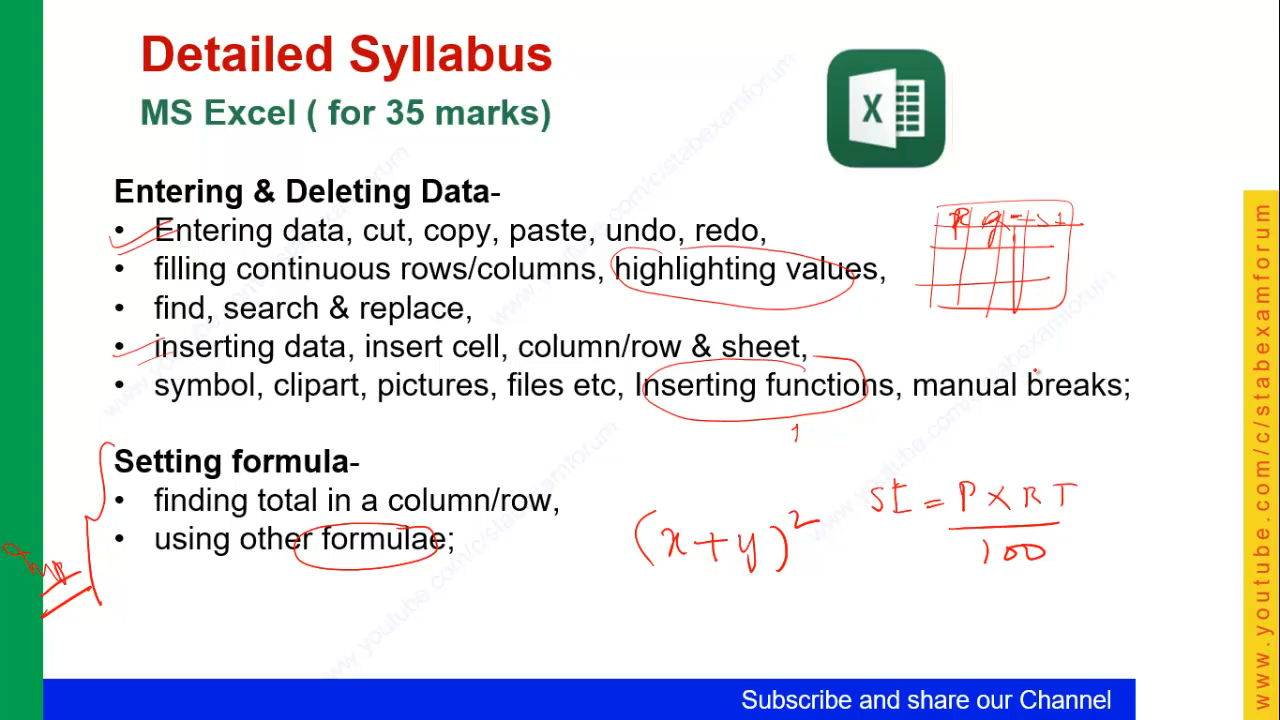 Detailed Syllabus
MS Excel ( for 35 marks)
X
Entering & Deleting Data-
• Entering data, cut, copy, paste, undo, redo,
• filling continuous rows/columns, highlighting values,
• find, search & replace,
• inserting data, insert cell, column/row & sheet,
• symbol, clipart, pictures, files etc, Inserting functions, manual breaks;
Setting formula-
• finding total in a column/row,
• using other formulae;
(x+y)²
SI = P X R T
100
Imp
Subscribe and share our Channel
www.youtube.com/c/stabexamforum